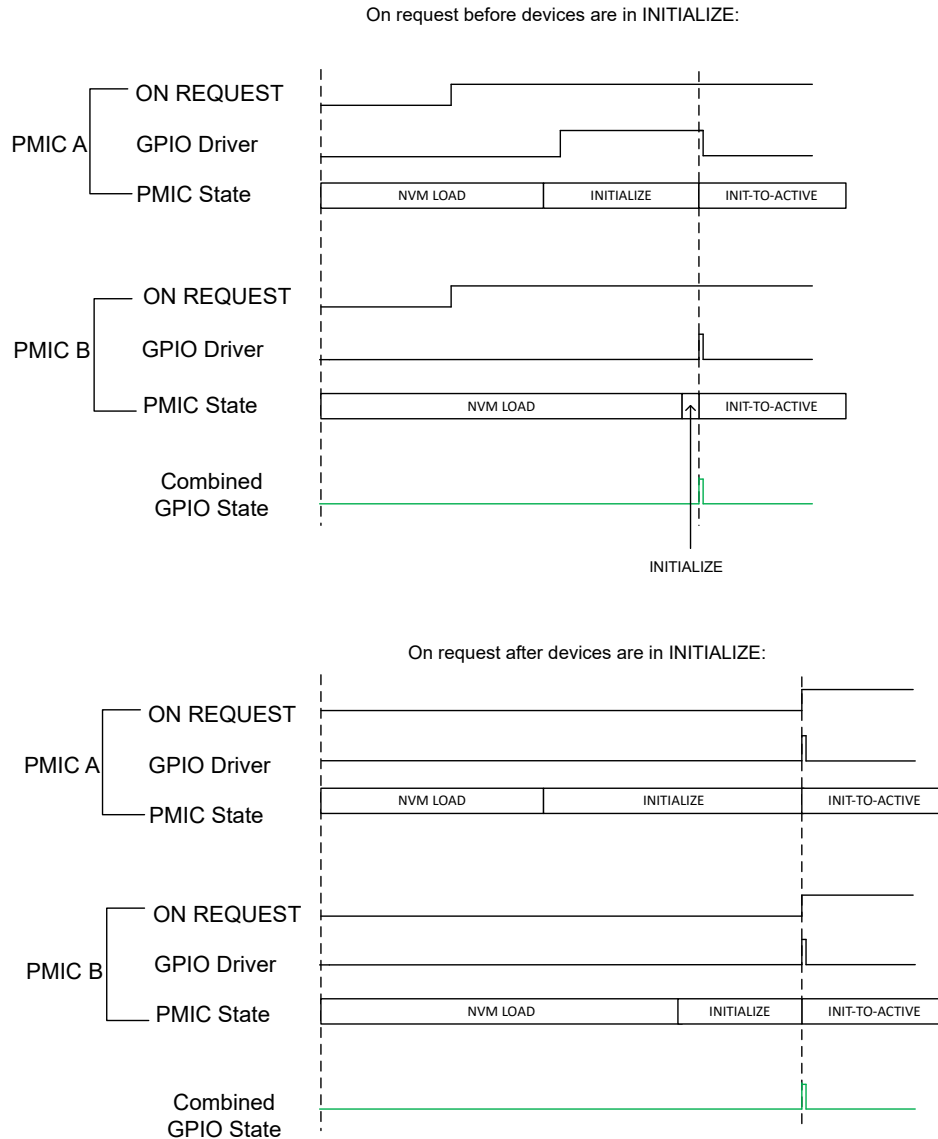 On request before devices are in INITIALIZE:
ON REQUEST
PMIC A
GPIO Driver
PMIC State
NVM LOAD
INITIALIZE
INIT-TO-ACTIVE
ON REQUEST
PMIC B
GPIO Driver
PMIC State
NVM LOAD
INIT-TO-ACTIVE
Combined
GPIO State
INITIALIZE
On request after devices are in INITIALIZE:
ON REQUEST
PMIC A
GPIO Driver
PMIC State
NVM LOAD
INITIALIZE
INIT-TO-ACTIVE
ON REQUEST
PMIC B
GPIO Driver
PMIC State
NVM LOAD
INITIALIZE
INIT-TO-ACTIVE
Combined
GPIO State